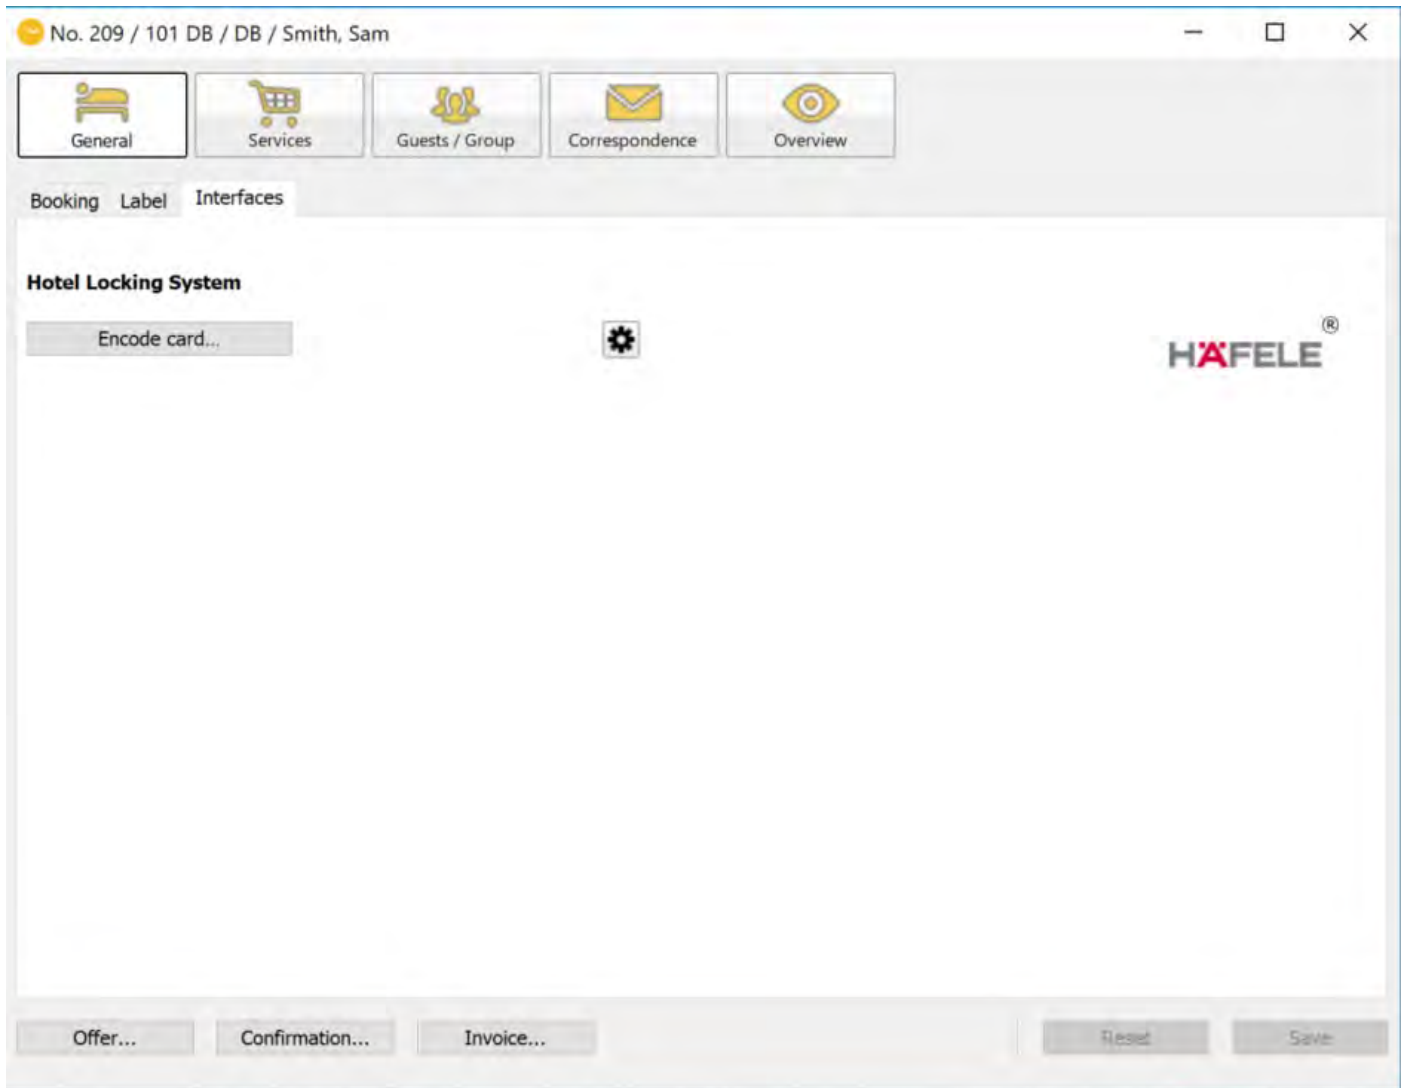 No. 209 / 101 DB / DB / Smith, Sam
General Services Guests / Group Correspondence Overview
Booking Label Interfaces
Hotel Locking System
Encode card...
HÄFELE®
Offer... Confirmation... Invoice... Reset Save